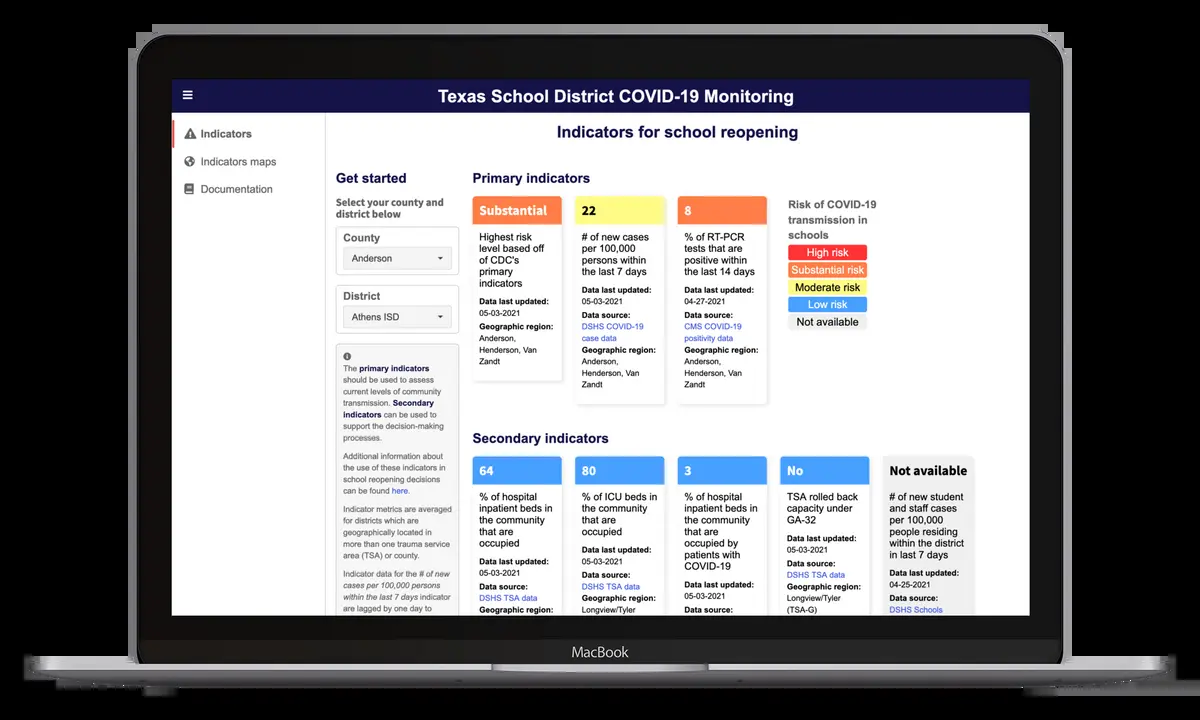 Texas School District COVID-19 Monitoring
Indicators
Indicators maps
Documentation
Indicators for school reopening
Get started
Select your county and
district below
County
Anderson
District
Athens ISD
The primary indicators
should be used to assess
current levels of community
transmission. Secondary
indicators can be used to
support the decision-making
processes.
Additional information about
the use of these indicators in
school reopening decisions
can be found here.
Indicator metrics are averaged
for districts which are
geographically located in
more than one trauma service
area (TSA) or county.
Indicator data for the # of new
cases per 100,000 persons
within the last 7 days indicator
are lagged by one day to
Primary indicators
Substantial
Highest risk
level based off
of CDC's
primary
indicators
Data last updated:
05-03-2021
Geographic region:
Anderson,
Henderson, Van
Zandt
22
# of new cases
per 100,000
persons within
the last 7 days
Data last updated:
05-03-2021
Data source:
DSHS COVID-19
case data
Geographic region:
Anderson,
Henderson, Van
Zandt
8
% of RT-PCR
tests that are
positive within
the last 14 days
Data last updated:
04-27-2021
Data source:
CMS COVID-19
positivity data
Geographic region:
Anderson,
Henderson, Van
Zandt
Risk of COVID-19
transmission in
schools
High risk
Substantial risk
Moderate risk
Low risk
Not available
Secondary indicators
64
% of hospital
inpatient beds in
the community
that are
occupied
Data last updated:
05-03-2021
Data source:
DSHS TSA data
Geographic region:
80
% of ICU beds in
the community
that are
occupied
Data last updated:
05-03-2021
Data source:
DSHS TSA data
Geographic region:
Longview/Tyler
3
% of hospital
inpatient beds in
the community
that are
occupied by
patients with
COVID-19
Data last updated:
05-03-2021
Data source:
No
TSA rolled back
capacity under
GA-32
Data last updated:
05-03-2021
Data source:
DSHS TSA data
Geographic region:
Longview/Tyler
(TSA-G)
Not available
# of new student
and staff cases
per 100,000
people residing
within the district
in last 7 days
Data last updated:
04-25-2021
Data source:
DSHS Schools
MacBook